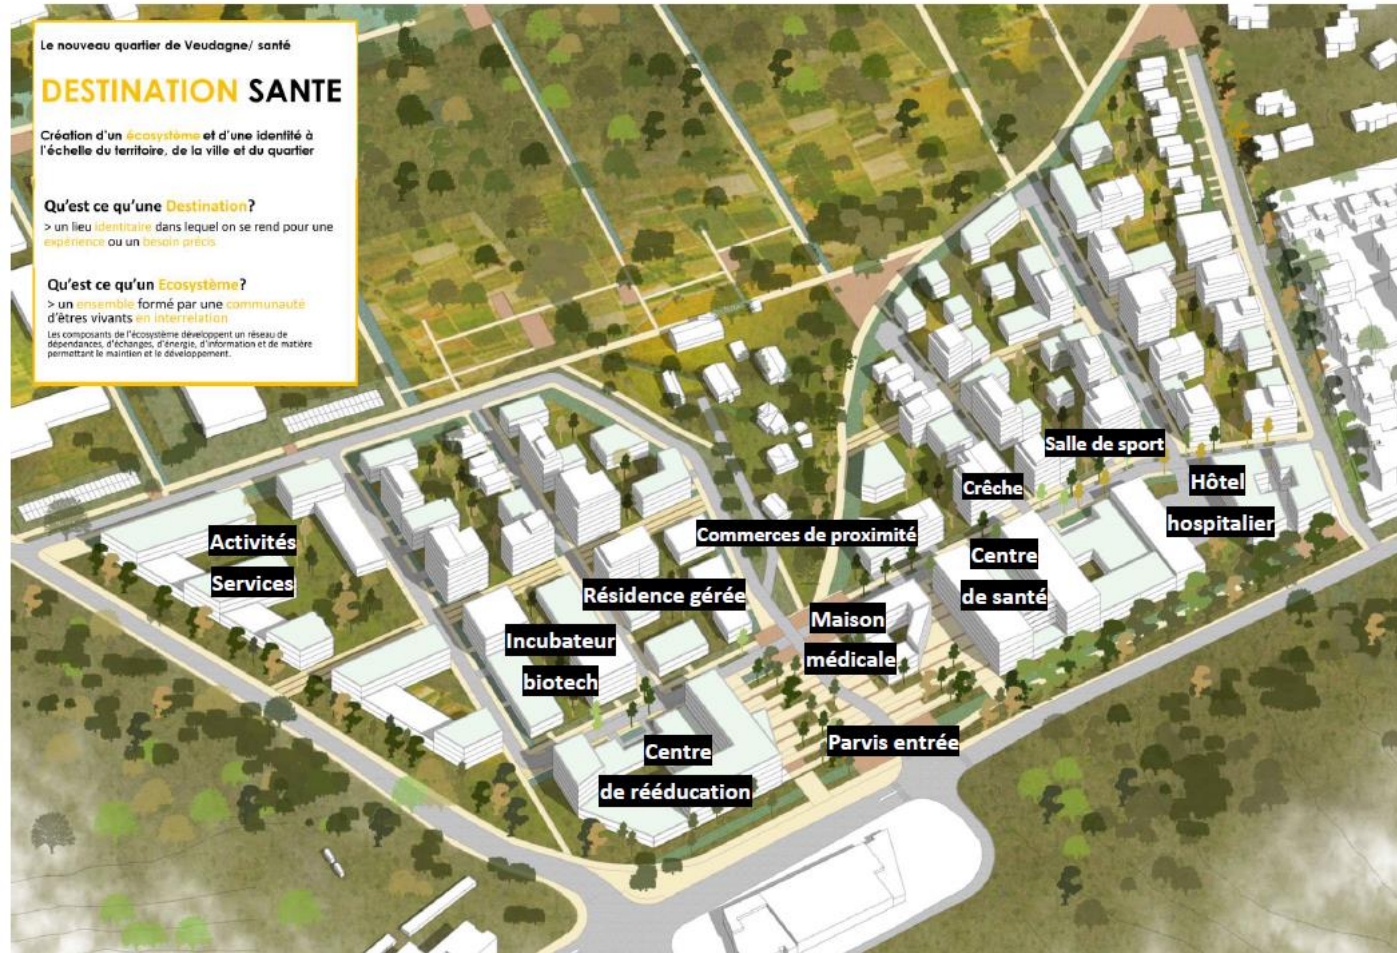 Le nouveau quartier de Veudagne/ santé
DESTINATION SANTE
Création d'un écosystème et d'une identité à
l'échelle du territoire, de la ville et du quartier
Qu'est ce qu'une Destination?
> un lieu identitaire dans lequel on se rend pour une
expérience ou un besoin précis
Qu'est ce qu'un Ecosystème?
> un ensemble formé par une communauté
d'êtres vivants en interrelation
Les composants de l'écosystème développent un réseau de
dépendances, d'échanges, d'énergie, d'information et de matière
permettant le maintien et le développement.
Salle de sport
Crêche
Hôtel
hospitalier
Activités
Services
Commerces de proximité
Centre
de santé
Résidence gérée
Maison
médicale
Incubateur
biotech
Parvis entrée
Centre
de rééducation